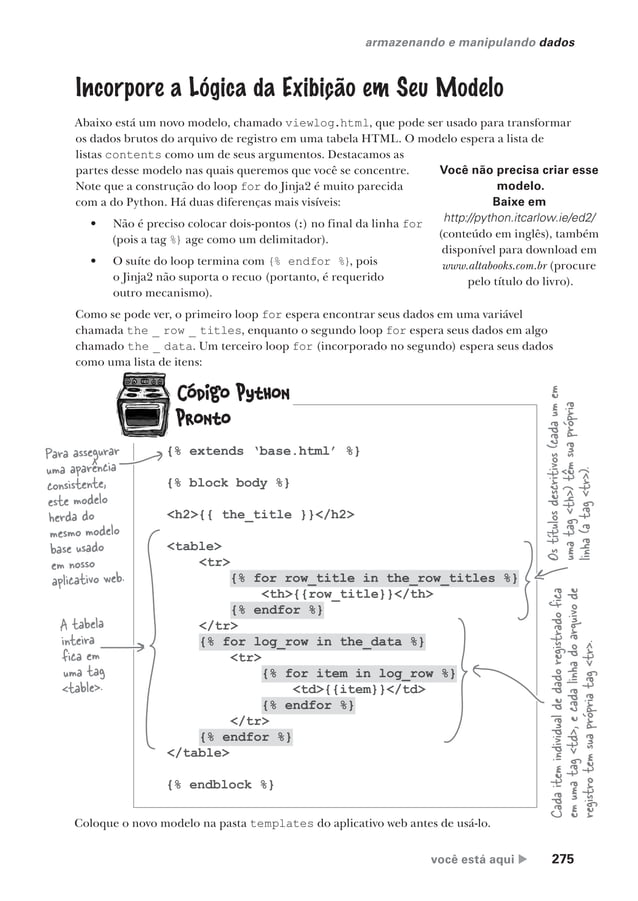 armazenando e manipulando dados
Incorpore a Lógica da Exibição em Seu Modelo
Abaixo está um novo modelo, chamado viewlog.html, que pode ser usado para transformar
os dados brutos do arquivo de registro em uma tabela HTML. O modelo espera a lista de
listas contents como um de seus argumentos. Destacamos as
partes desse modelo nas quais queremos que você se concentre.
Note que a construção do loop for do Jinja2 é muito parecida
com a do Python. Há duas diferenças mais visíveis:
• Não é preciso colocar dois-pontos (:) no final da linha for
(pois a tag %} age como um delimitador).
• O suíte do loop termina com {% endfor %}, pois
o Jinja2 não suporta o recuo (portanto, é requerido
outro mecanismo).
Você não precisa criar esse
modelo.
Baixe em
http://python.itcarlow.ie/ed2/
(conteúdo em inglês), também
disponível para download em
www.altabooks.com.br (procure
pelo título do livro).
Como se pode ver, o primeiro loop for espera encontrar seus dados em uma variável
chamada the _ row _ titles, enquanto o segundo loop for espera seus dados em algo
chamado the _ data. Um terceiro loop for (incorporado no segundo) espera seus dados
como uma lista de itens:
Código Python
Pronto
Para assegurar
uma aparência
consistente,
este modelo
herda do
mesmo modelo
base usado
em nosso
aplicativo web.
A tabela
inteira
fica em
uma tag
<table>.
{% extends ‘base.html’ %}
{% block body %}
<h2>{{ the_title }}</h2>
<table>
<tr>
{% for row_title in the_row_titles %}
<th>{{row_title}}</th>
{% endfor %}
</tr>
{% for log_row in the_data %}
<tr>
{% for item in log_row %}
<td>{{item}}</td>
{% endfor %}
</tr>
{% endfor %}
</table>
{% endblock %}
Os títulos descritivos (cada um em
uma tag <th>) têm sua própria
linha (a tag <tr>).
Cada item individual de dado registrado fica
em uma tag <td>, e cada linha do arquivo de
registro tem sua própria tag <tr>.
Coloque o novo modelo na pasta templates do aplicativo web antes de usá-lo.
você está aqui ▶ 275